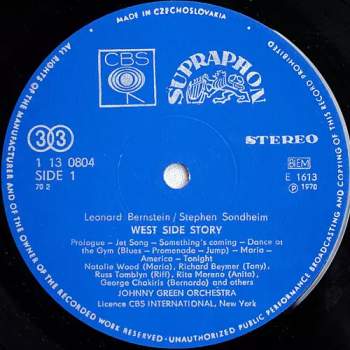 MADE IN CZECHOSLOVAKIA
ALL RIGHTS OF THE MANUFACTURER AND OF THE OWNER OF THE RECORDED WORK RESERVED - UNAUTHORIZED PUBLIC PERFORMANCE BROADCASTING AND COPYING OF THIS RECORD PROHIBITED
CBS
SUPRAPHON
33
STEREO
1 13 0804
SIDE 1
70 2
BIEM
E 1613
Ⓟ 1970
Leonard Bernstein/Stephen Sondheim
WEST SIDE STORY
Prologue - Jet Song - Something's coming - Dance as
the Gym (Blues - Promenade - Jump) - Maria -
America - Tonight
Natalie Wood (Maria), Richard Beymer (Tony),
Russ Tamblyn (Riff), Rita Moreno (Anita),
George Chakiris (Bernardo) and others
JOHNNY GREEN ORCHESTRA
Licence CBS INTERNATIONAL, New York